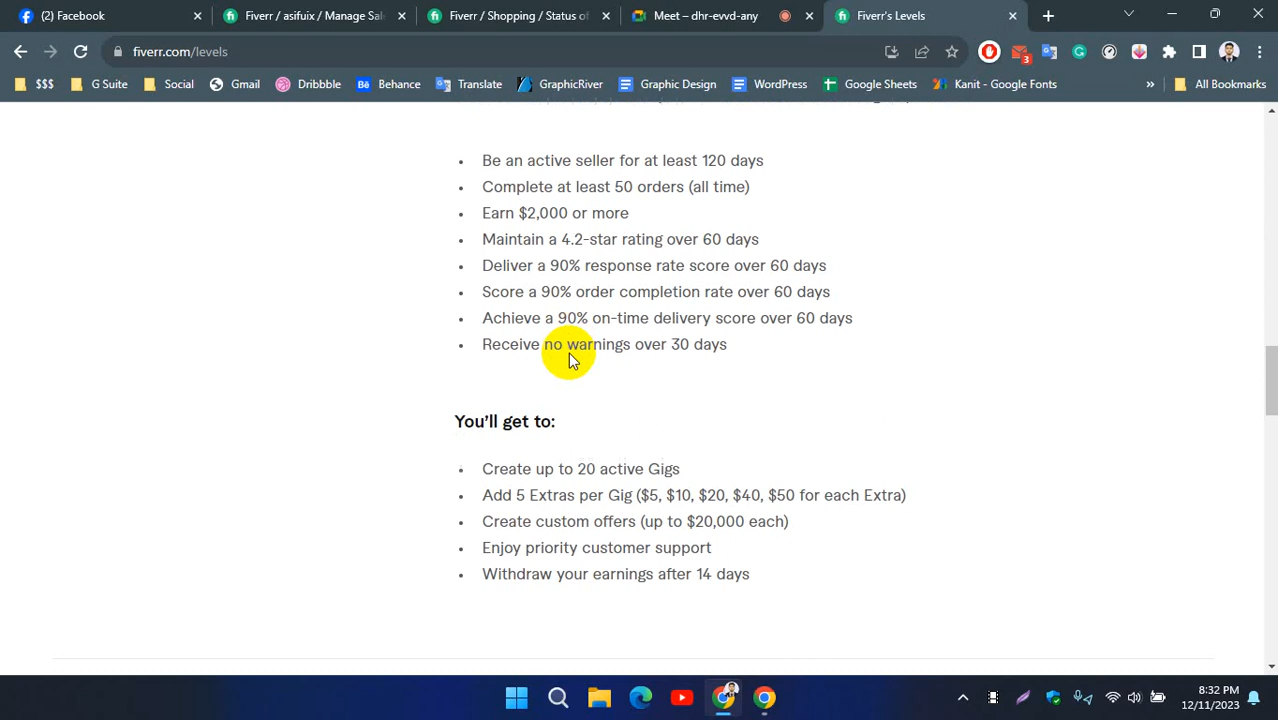 (2) Facebook
Fiverr / asifuix / Manage Sal
Fiverr / Shopping / Status of
Meet – dhr-evvd-any
Fiverr's Levels
fiverr.com/levels
3
$$$
G Suite
Social
Gmail
Dribbble
Behance
Translate
GraphicRiver
Graphic Design
WordPress
Google Sheets
Kanit - Google Fonts
»
All Bookmarks
• Be an active seller for at least 120 days
• Complete at least 50 orders (all time)
• Earn $2,000 or more
• Maintain a 4.2-star rating over 60 days
• Deliver a 90% response rate score over 60 days
• Score a 90% order completion rate over 60 days
• Achieve a 90% on-time delivery score over 60 days
• Receive no warnings over 30 days
You’ll get to:
• Create up to 20 active Gigs
• Add 5 Extras per Gig ($5, $10, $20, $40, $50 for each Extra)
• Create custom offers (up to $20,000 each)
• Enjoy priority customer support
• Withdraw your earnings after 14 days
8:32 PM
12/11/2023